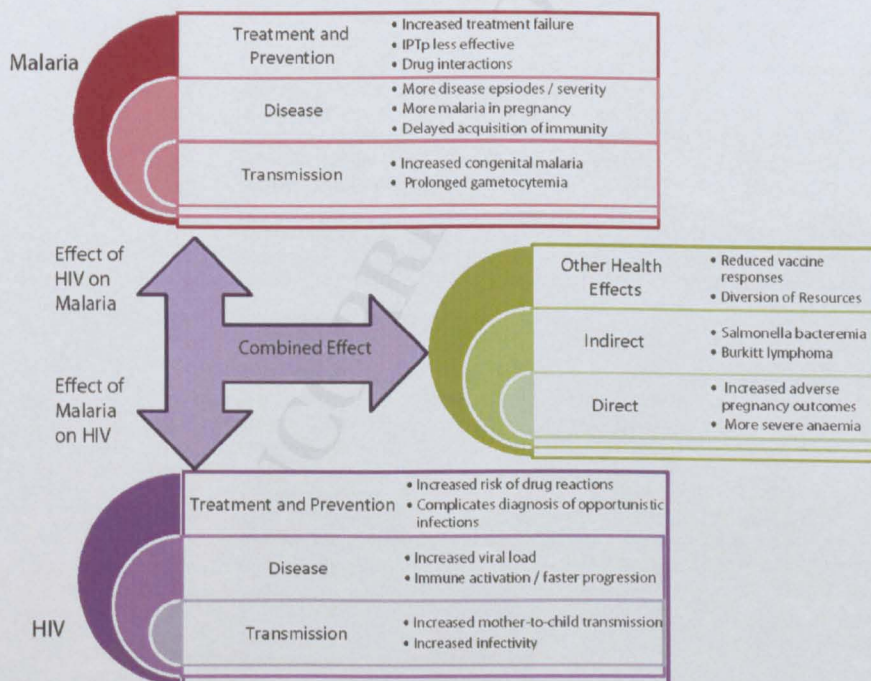 Malaria
Treatment and
Prevention
• Increased treatment failure
• IPTp less effective
• Drug interactions
Disease
• More disease epsiodes / severity
• More malaria in pregnancy
• Delayed acquisition of immunity
Transmission
• Increased congenital malaria
• Prolonged gametocytemia
Effect of
HIV on
Malaria
Effect of
Malaria
on HIV
Combined Effect
Other Health
Effects
• Reduced vaccine
responses
• Diversion of Resources
Indirect
• Salmonella bacteremia
• Burkitt lymphoma
Direct
• Increased adverse
pregnancy outcomes
• More severe anaemia
HIV
Treatment and Prevention
• Increased risk of drug reactions
• Complicates diagnosis of opportunistic
infections
Disease
• Increased viral load
• Immune activation / faster progression
Transmission
• Increased mother-to-child transmission
• Increased infectivity